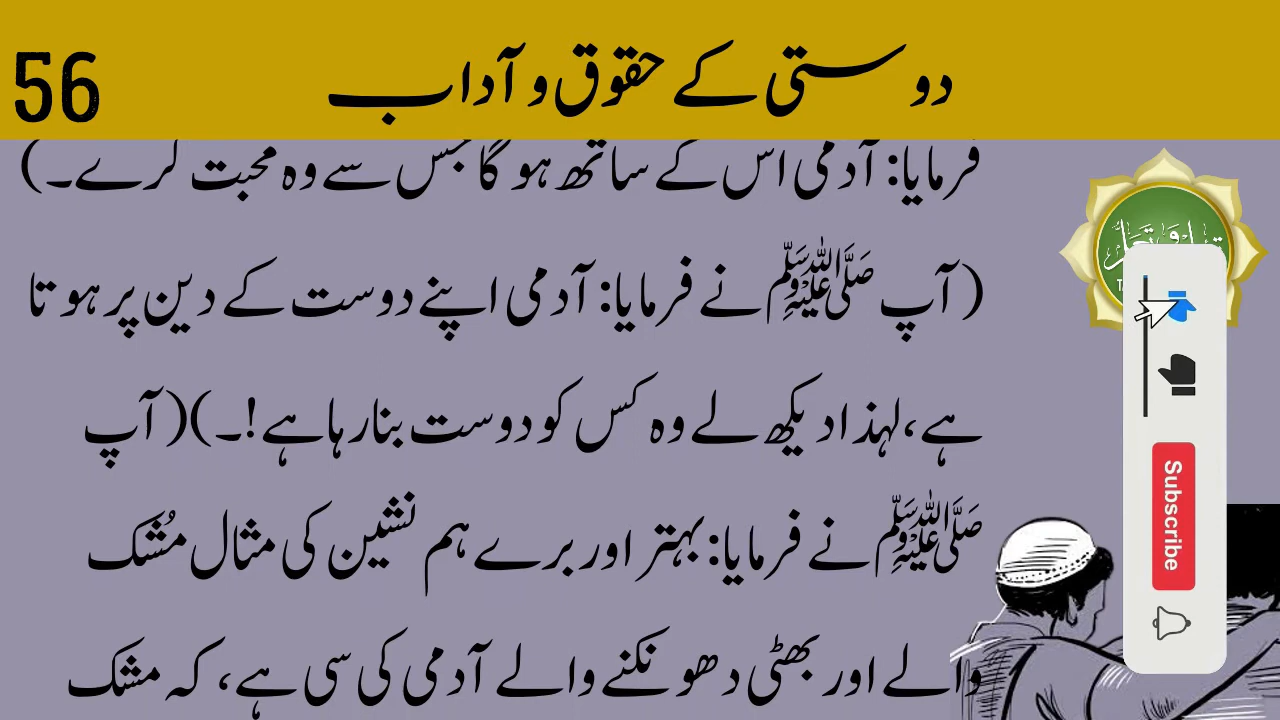 دوستی کے حقوق و آداب
56
فرمایا: آدمی اس کے ساتھ ہو گا جس سے وہ محبت کرے۔)
(آپ ﷺ نے فرمایا: آدمی اپنے دوست کے دین پر ہوتا
ہے، لہذا دیکھ لے وہ کس کو دوست بنا رہا ہے!۔)(آپ
ﷺ نے فرمایا: بہتر اور برے ہم نشین کی مثال مُشک
والے اور بھٹی دھونکنے والے آدمی کی سی ہے، کہ مشک
Subscribe